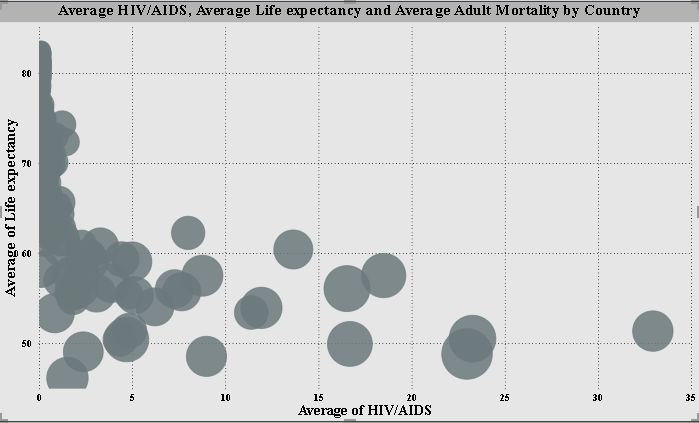 Average HIV/AIDS, Average Life expectancy and Average Adult Mortality by Country
80
70
60
50
Average of Life expectancy
0 5 10 15 20 25 30 35
Average of HIV/AIDS